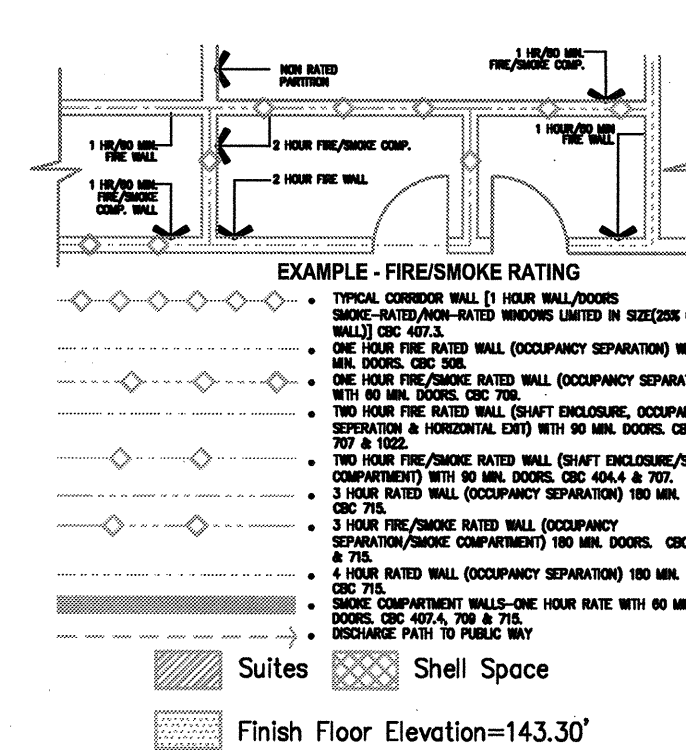 NON RATED
PARTITION
1 HR/60 MIN.
FIRE/SMOKE COMP.
1 HR/60 MIN.
FIRE WALL
2 HOUR FIRE/SMOKE COMP.
1 HOUR/60 MIN
FIRE WALL
1 HR/60 MIN.
FIRE/SMOKE
COMP. WALL
2 HOUR FIRE WALL
EXAMPLE - FIRE/SMOKE RATING
• TYPICAL CORRIDOR WALL [1 HOUR WALL/DOORS
SMOKE-RATED/NON-RATED WINDOWS LIMITED IN SIZE(25%
WALL)] CBC 407.3.
• ONE HOUR FIRE RATED WALL (OCCUPANCY SEPARATION)
MIN. DOORS. CBC 508.
• ONE HOUR FIRE/SMOKE RATED WALL (OCCUPANCY SEPARA
WITH 60 MIN. DOORS. CBC 709.
• TWO HOUR FIRE RATED WALL (SHAFT ENCLOSURE, OCCUPA
SEPERATION & HORIZONTAL EXIT) WITH 90 MIN. DOORS. CB
707 & 1022.
• TWO HOUR FIRE/SMOKE RATED WALL (SHAFT ENCLOSURE/S
COMPARTMENT) WITH 90 MIN. DOORS. CBC 404.4 & 707.
• 3 HOUR RATED WALL (OCCUPANCY SEPARATION) 180 MIN.
CBC 715.
• 3 HOUR FIRE/SMOKE RATED WALL (OCCUPANCY
SEPARATION/SMOKE COMPARTMENT) 180 MIN. DOORS. CBC
& 715.
• 4 HOUR RATED WALL (OCCUPANCY SEPARATION) 180 MIN.
CBC 715.
• SMOKE COMPARTMENT WALLS-ONE HOUR RATE WITH 60 MI
DOORS. CBC 407.4, 709 & 715.
• DISCHARGE PATH TO PUBLIC WAY
Suites
Shell Space
Finish Floor Elevation=143.30'